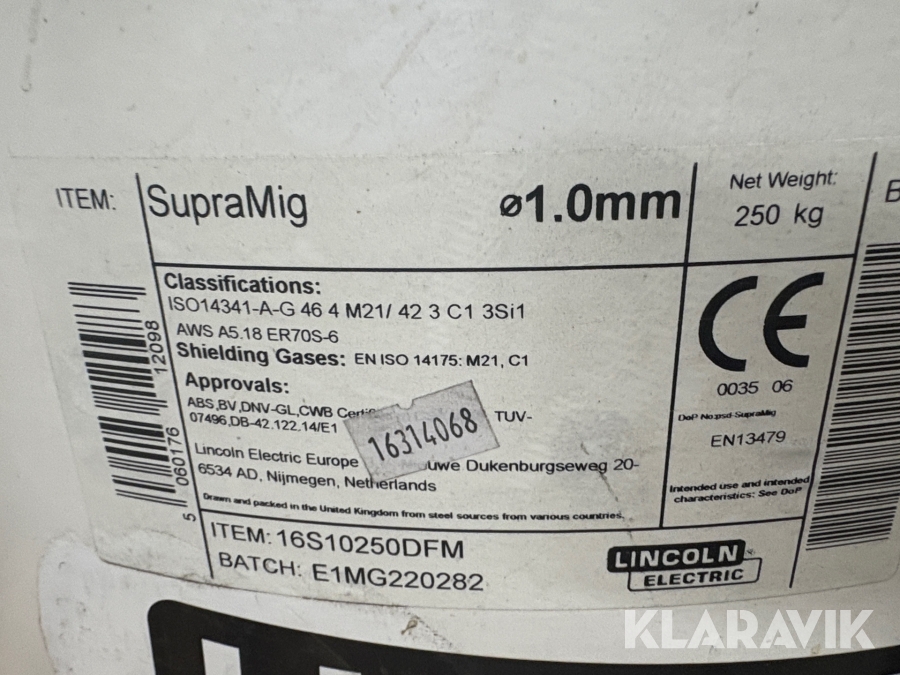 ITEM: SupraMig ø1.0mm
Net Weight:
250 kg
B
Classifications:
ISO14341-A-G 46 4 M21/ 42 3 C1 3Si1
AWS A5.18 ER70S-6
Shielding Gases: EN ISO 14175: M21, C1
Approvals:
ABS,BV,DNV-GL,CWB TUV-
07496,DB-42.122.14/E1
16314068
Lincoln Electric Europe Dukenburgseweg 20-
6534 AD, Nijmegen, Netherlands
Drawn and packed in the United Kingdom from steel sources from various countries.
0035 06
DoP No:psd-SupraMig
EN13479
Intended use and intended
characteristics: See DoP
5 060176 12098
ITEM: 16S10250DFM
BATCH: E1MG220282
LINCOLN
ELECTRIC
KLARAVIK